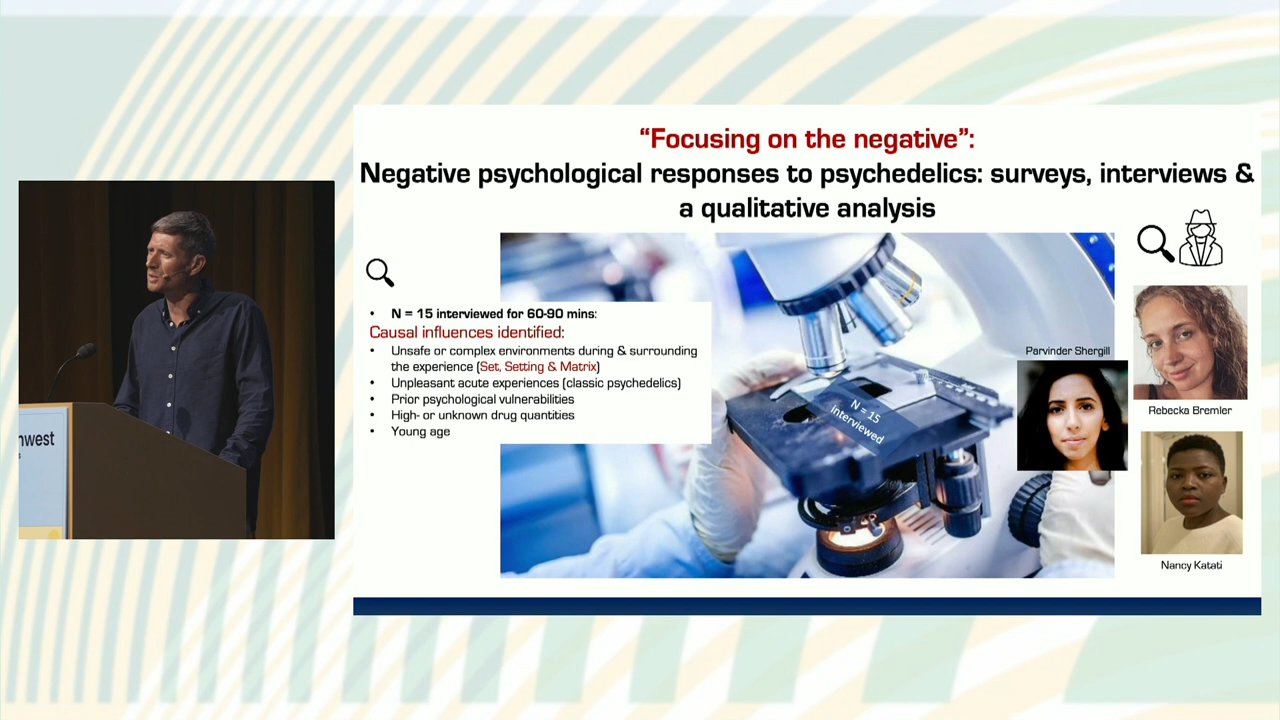 “Focusing on the negative”:
Negative psychological responses to psychedelics: surveys, interviews &
a qualitative analysis
• N = 15 interviewed for 60-90 mins:
Causal influences identified:
• Unsafe or complex environments during & surrounding
the experience (Set, Setting & Matrix)
• Unpleasant acute experiences (classic psychedelics)
• Prior psychological vulnerabilities
• High- or unknown drug quantities
• Young age
N = 15
interviewed
Parvinder Shergill
Rebecka Bremler
Nancy Katati
nwest